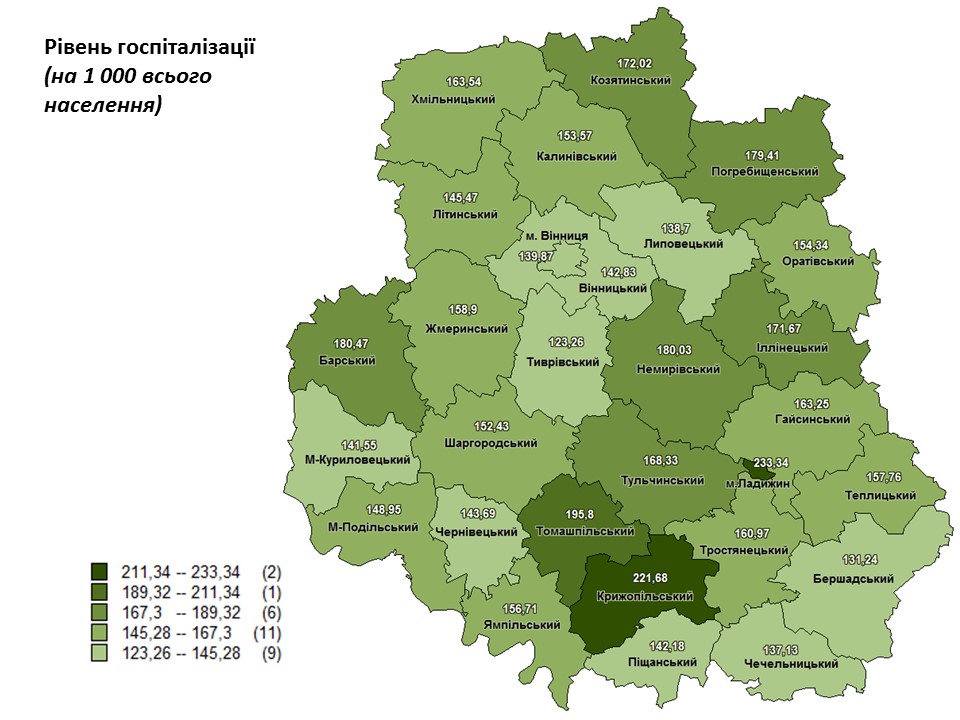 Рівень госпіталізації
(на 1 000 всього
населення)
172,02
Козятинський
163,54
Хмільницький
153,57
Калинівський
179,41
Погребищенський
145,47
Літинський
м. Вінниця
139,87
138,7
Липовецький
154,34
Оратівський
142,83
Вінницький
158,9
Жмеринський
180,47
Барський
123,26
Тиврівський
180,03
Немирівський
171,67
Іллінецький
163,25
Гайсинський
152,43
Шаргородський
141,55
М-Куриловецький
168,33
Тульчинський
233,34
м.Ладижин
157,76
Теплицький
148,95
М-Подільський
143,69
Чернівецький
195,8
Томашпільський
160,97
Тростянецький
131,24
Бершадський
221,68
Крижопільський
156,71
Ямпільський
142,18
Піщанський
137,13
Чечельницький
211,34 -- 233,34 (2)
189,32 -- 211,34 (1)
167,3 -- 189,32 (6)
145,28 -- 167,3 (11)
123,26 -- 145,28 (9)